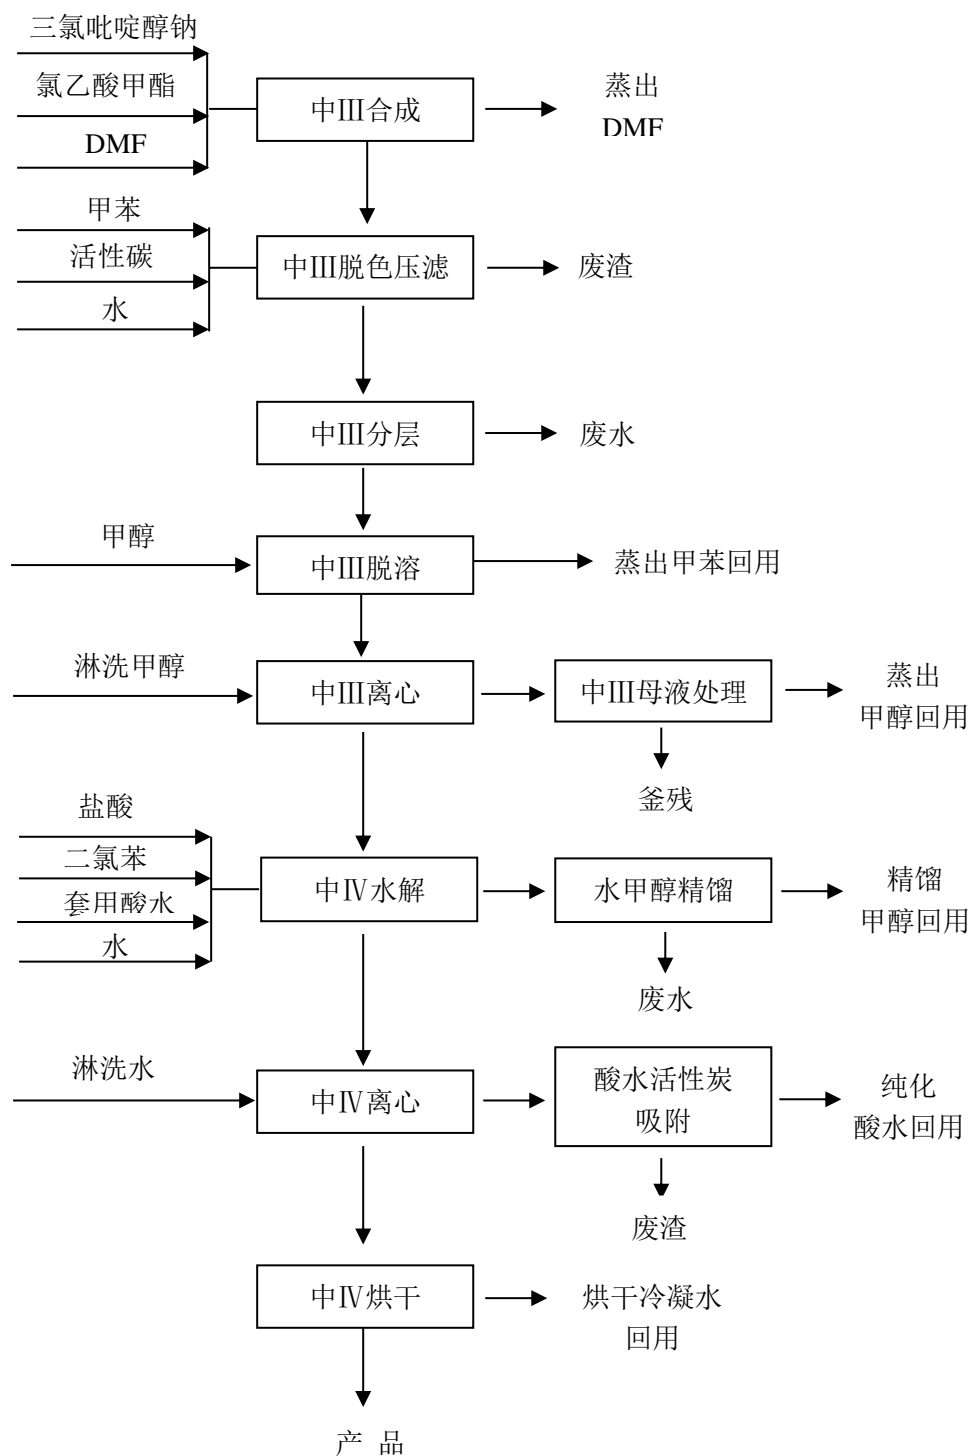 三氯吡啶醇钠
氯乙酸甲酯
DMF
中Ⅲ合成
蒸出
DMF
甲苯
活性碳
水
中Ⅲ脱色压滤
废渣
中Ⅲ分层
废水
甲醇
中Ⅲ脱溶
蒸出甲苯回用
淋洗甲醇
中Ⅲ离心
中Ⅲ母液处理
蒸出
甲醇回用
釜残
盐酸
二氯苯
套用酸水
水
中Ⅳ水解
水甲醇精馏
精馏
甲醇回用
废水
淋洗水
中Ⅳ离心
酸水活性炭
吸附
纯化
酸水回用
废渣
中Ⅳ烘干
烘干冷凝水
回用
产 品